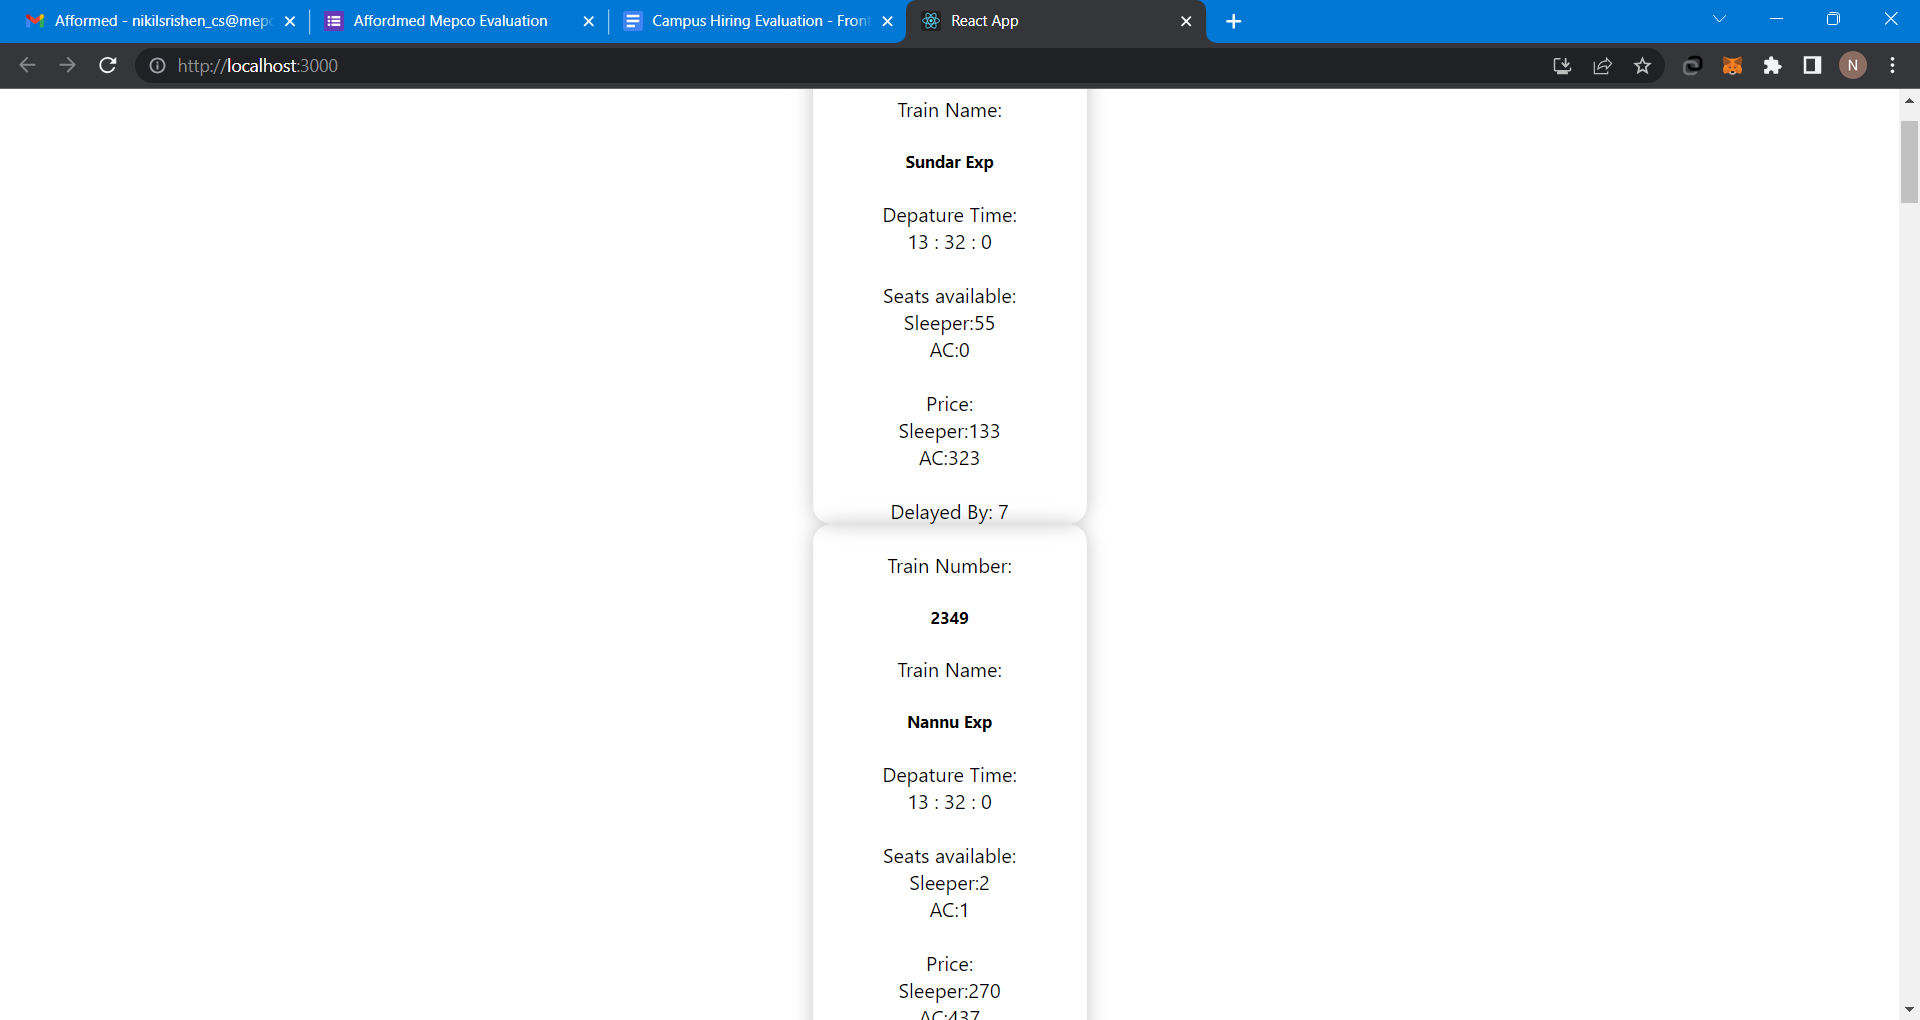 Afformed - nikilsrishen_cs@mepc
Affordmed Mepco Evaluation
Campus Hiring Evaluation - Fron
React App
http://localhost:3000
N
Train Name:
Sundar Exp
Depature Time:
13 : 32 : 0
Seats available:
Sleeper:55
AC:0
Price:
Sleeper:133
AC:323
Delayed By: 7
Train Number:
2349
Train Name:
Nannu Exp
Depature Time:
13 : 32 : 0
Seats available:
Sleeper:2
AC:1
Price:
Sleeper:270
AC:437